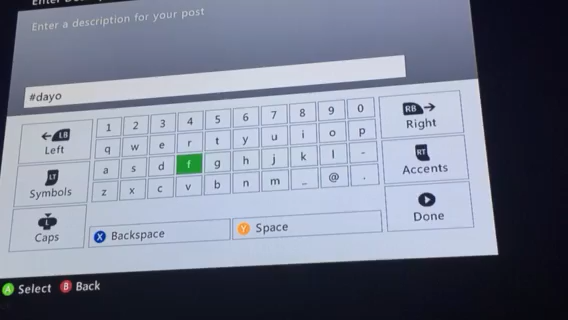 Enter a description for your post
#dayo
LB
Left
LT
Symbols
L
Caps
1 2 3 4 5 6 7 8 9 0
q w e r t y u i o p
a s d f g h j k l -
z x c v b n m _ @ .
X Backspace
Y Space
RB
Right
RT
Accents
Done
A Select B Back